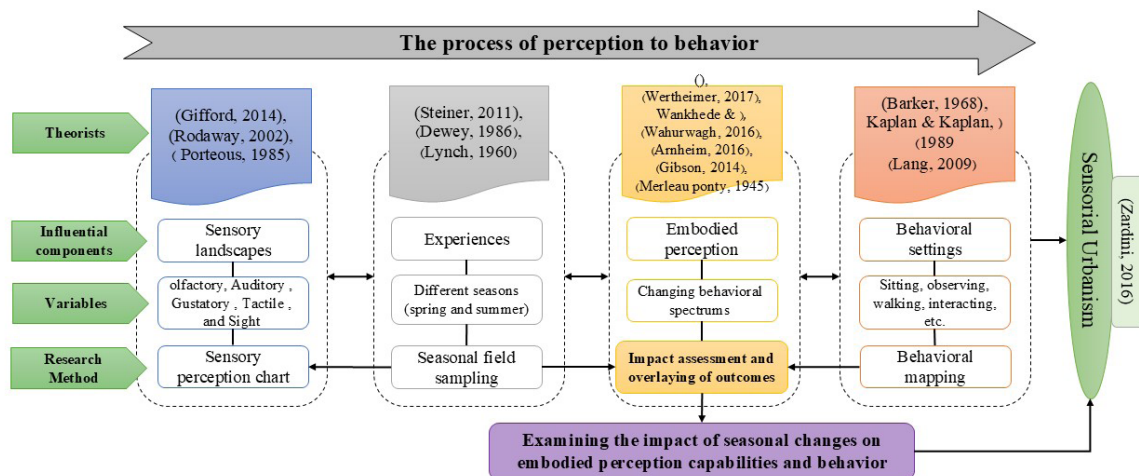 The process of perception to behavior
Theorists
(Gifford, 2014),
(Rodaway, 2002),
( Porteous, 1985)
(Steiner, 2011)
(Dewey, 1986)
(Lynch, 1960)
(),
(Wertheimer, 2017),
Wankhede & ),
(Wahurwagh, 2016),
(Arnheim, 2016),
(Gibson, 2014),
(Merleau ponty, 1945)
(Barker, 1968),
Kaplan & Kaplan, )
(1989
(Lang, 2009)
Influential
components
Sensory
landscapes
Experiences
Embodied
perception
Behavioral
settings
Variables
olfactory, Auditory ,
Gustatory , Tactile ,
and Sight
Different seasons
(spring and summer)
Changing behavioral
spectrums
Sitting, observing,
walking, interacting,
etc.
Research
Method
Sensory
perception chart
Seasonal field
sampling
Impact assessment and
overlaying of outcomes
Behavioral
mapping
Examining the impact of seasonal changes on
embodied perception capabilities and behavior
Sensorial Urbanism
(Zardini, 2016)